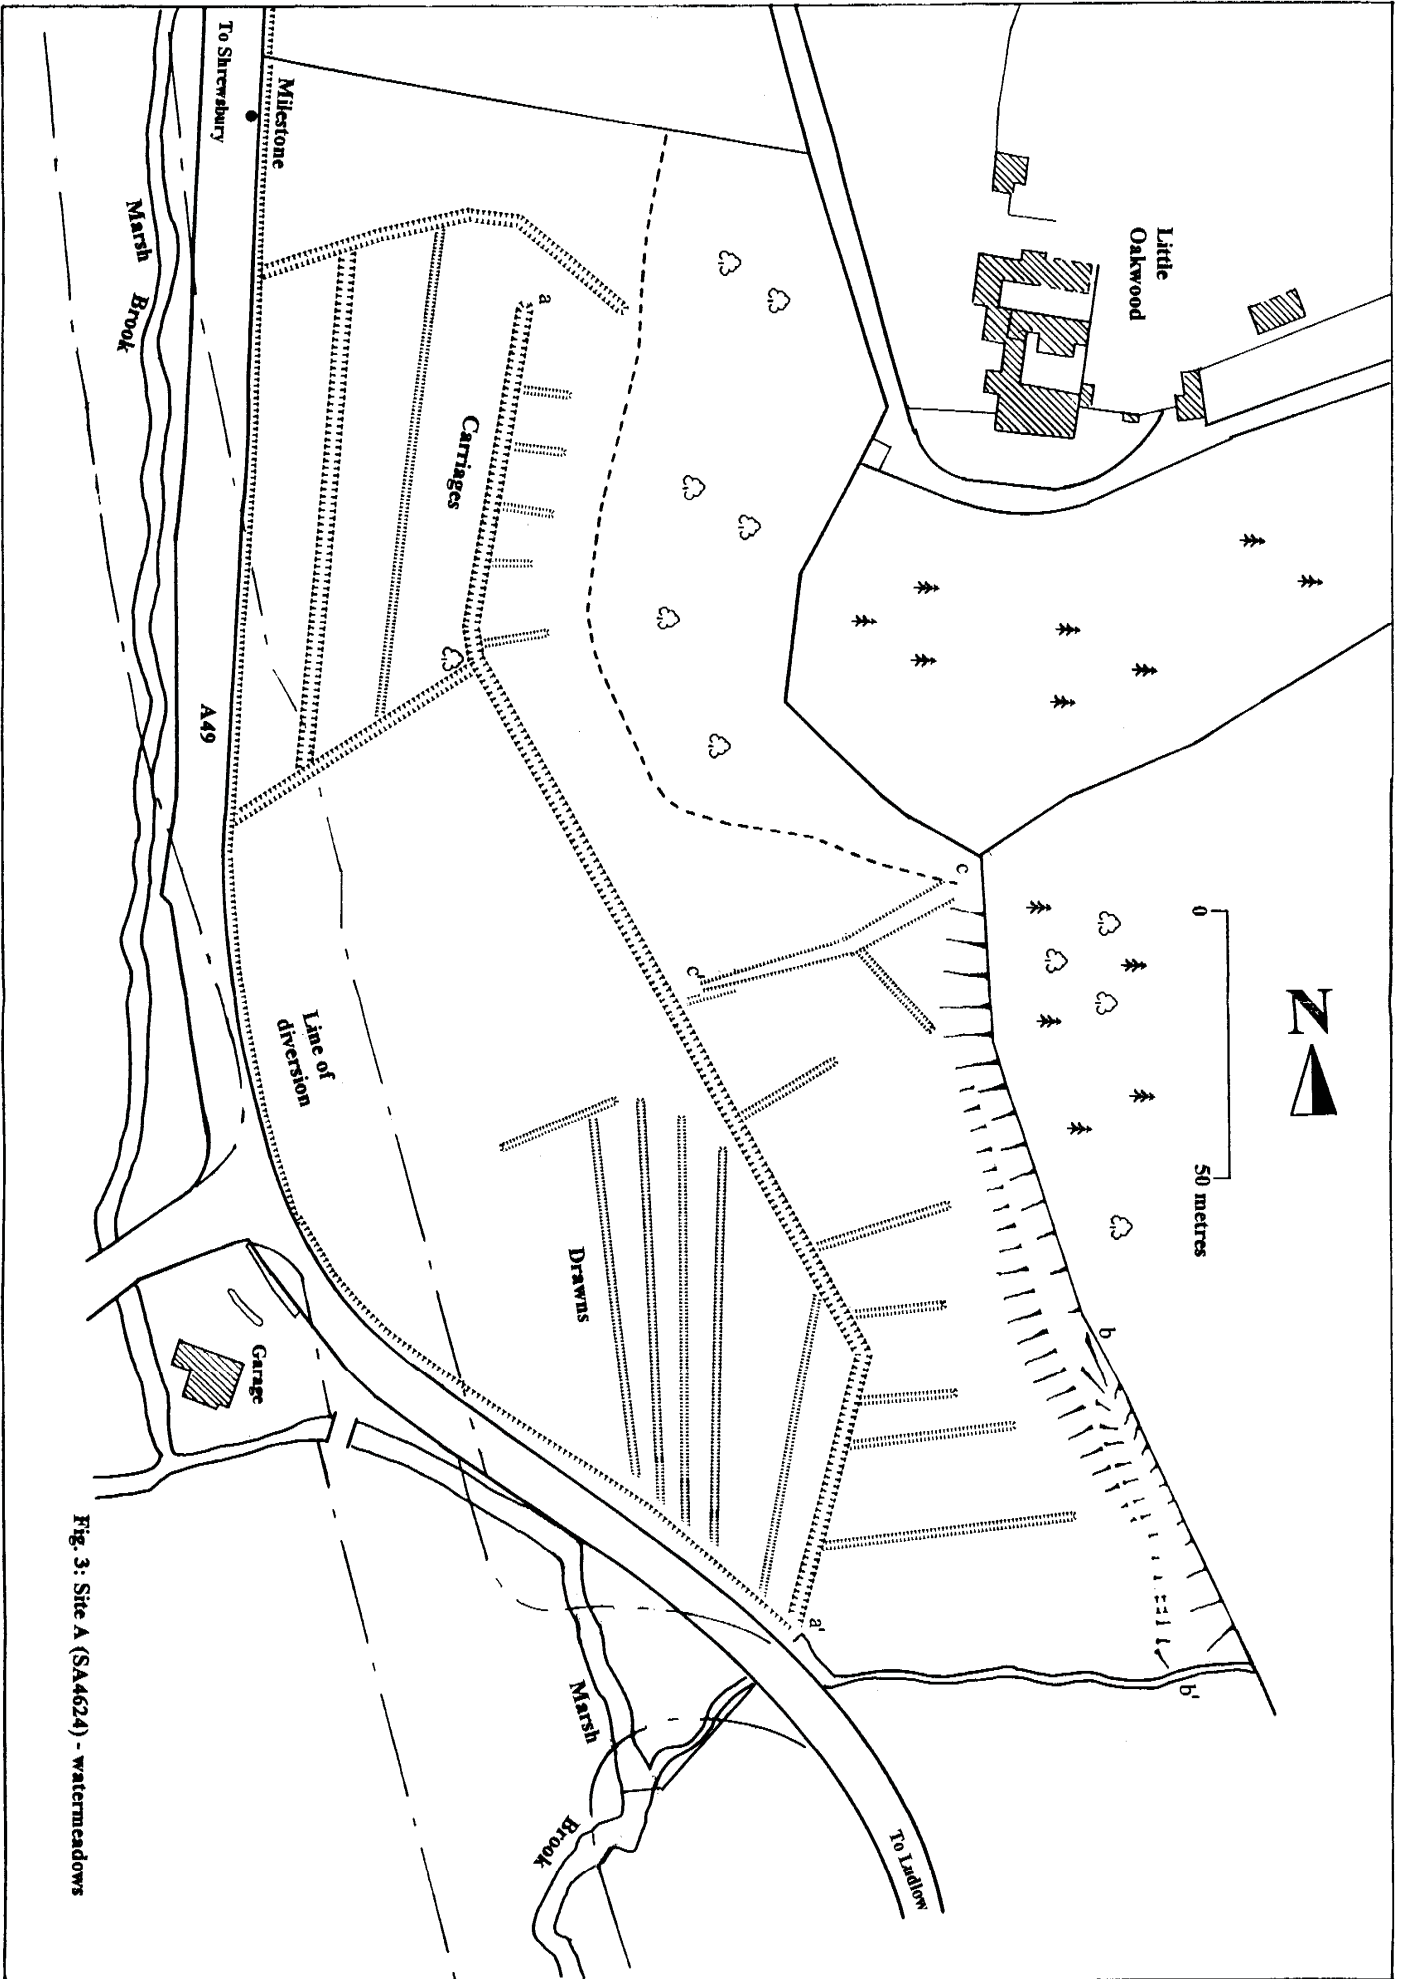 Little
Oakwood
N
0
50 metres
To Shrewsbury
Milestone
Marsh
Brook
a
Carriages
A49
c
c'
Line of
diversion
Drawns
b
Garage
a'
b'
Marsh
Brook
To Ludlow
Fig. 3: Site A (SA4624) - watermeadows